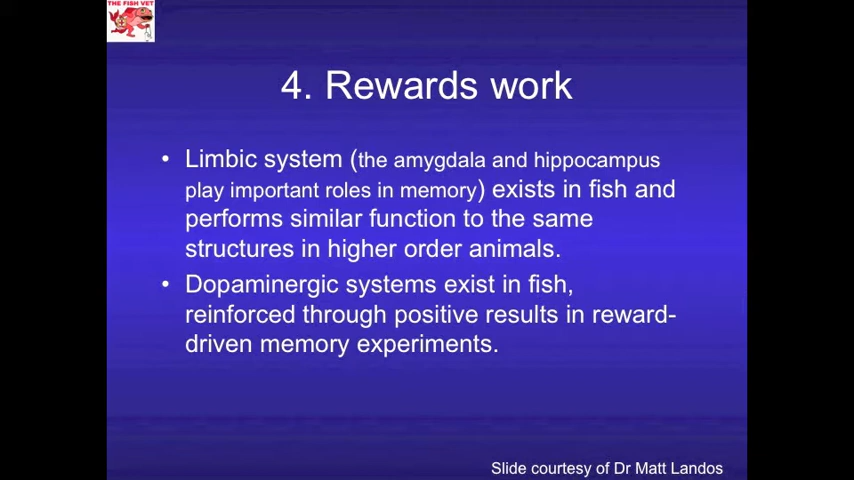 THE FISH VET
4. Rewards work
• Limbic system (the amygdala and hippocampus
play important roles in memory) exists in fish and
performs similar function to the same
structures in higher order animals.
• Dopaminergic systems exist in fish,
reinforced through positive results in reward-
driven memory experiments.
Slide courtesy of Dr Matt Landos